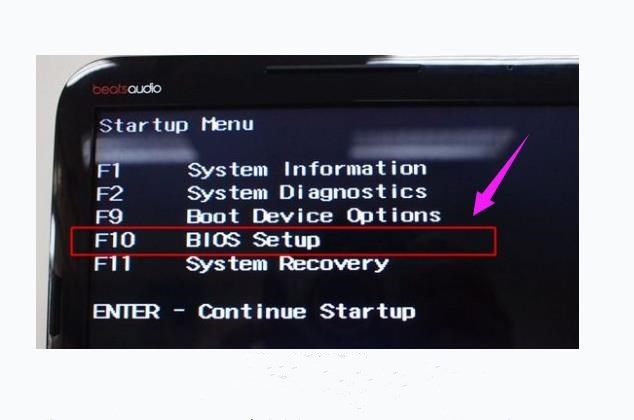 beatsaudio
Startup Menu
F1 System Information
F2 System Diagnostics
F9 Boot Device Options
F10 BIOS Setup
F11 System Recovery
ENTER - Continue Startup